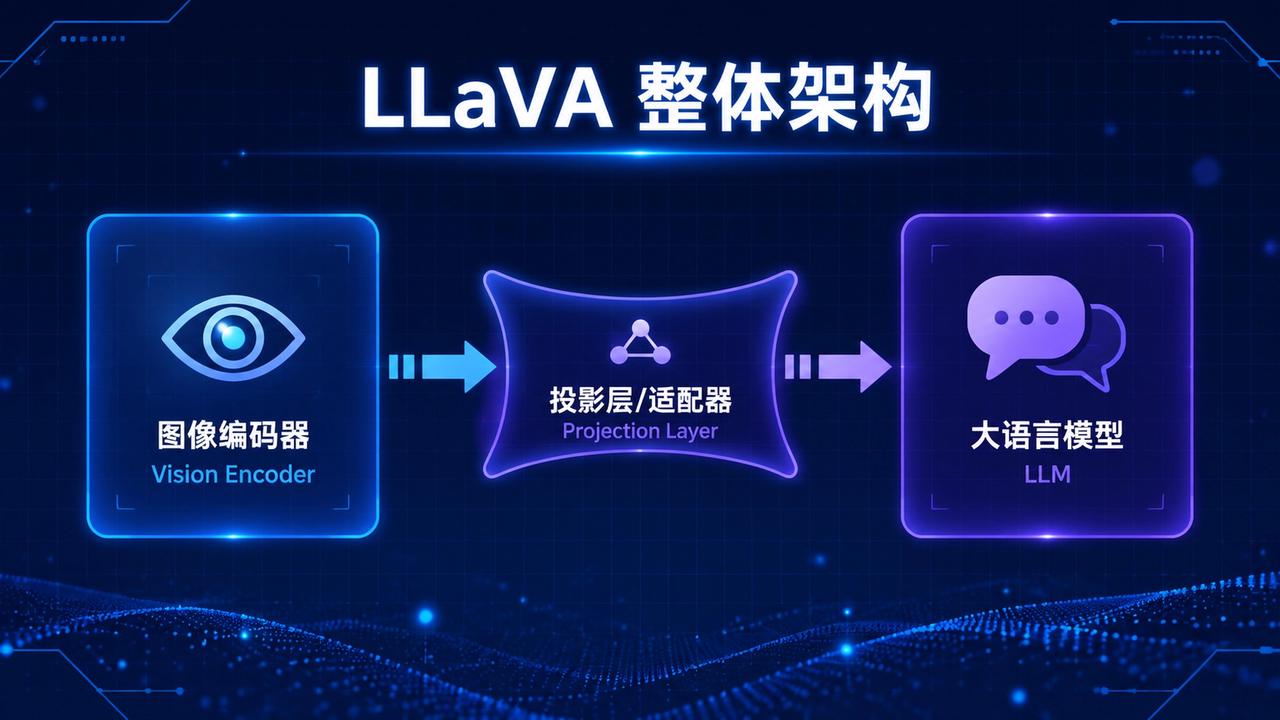 LLaVA 整体架构
图像编码器
Vision Encoder
投影层/适配器
Projection Layer
大语言模型
LLM